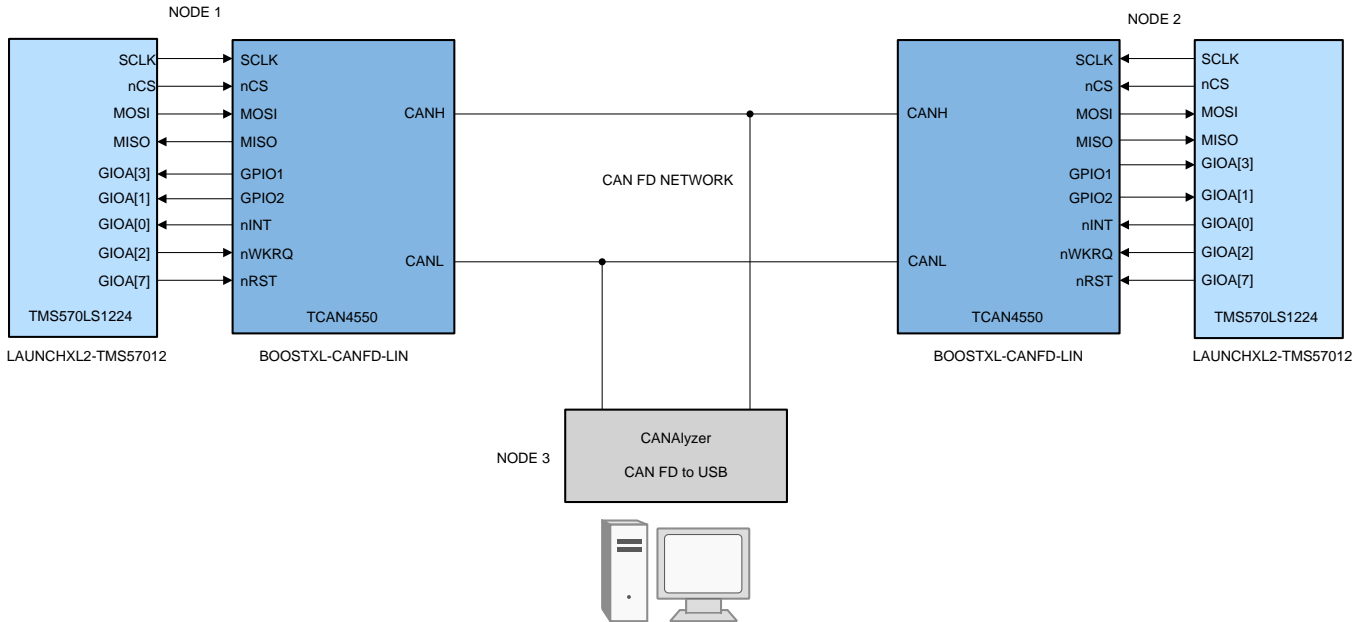 NODE 1
NODE 2
SCLK
nCS
MOSI
MISO
GIOA[3]
GIOA[1]
GIOA[0]
GIOA[2]
GIOA[7]
TMS570LS1224
LAUNCHXL2-TMS57012
SCLK
nCS
MOSI
MISO
GPIO1
GPIO2
nINT
nWKRQ
nRST
CANH
CANL
TCAN4550
BOOSTXL-CANFD-LIN
CAN FD NETWORK
CANH
CANL
SCLK
nCS
MOSI
MISO
GPIO1
GPIO2
nINT
nWKRQ
nRST
TCAN4550
BOOSTXL-CANFD-LIN
SCLK
nCS
MOSI
MISO
GIOA[3]
GIOA[1]
GIOA[0]
GIOA[2]
GIOA[7]
TMS570LS1224
LAUNCHXL2-TMS57012
NODE 3
CANAlyzer
CAN FD to USB